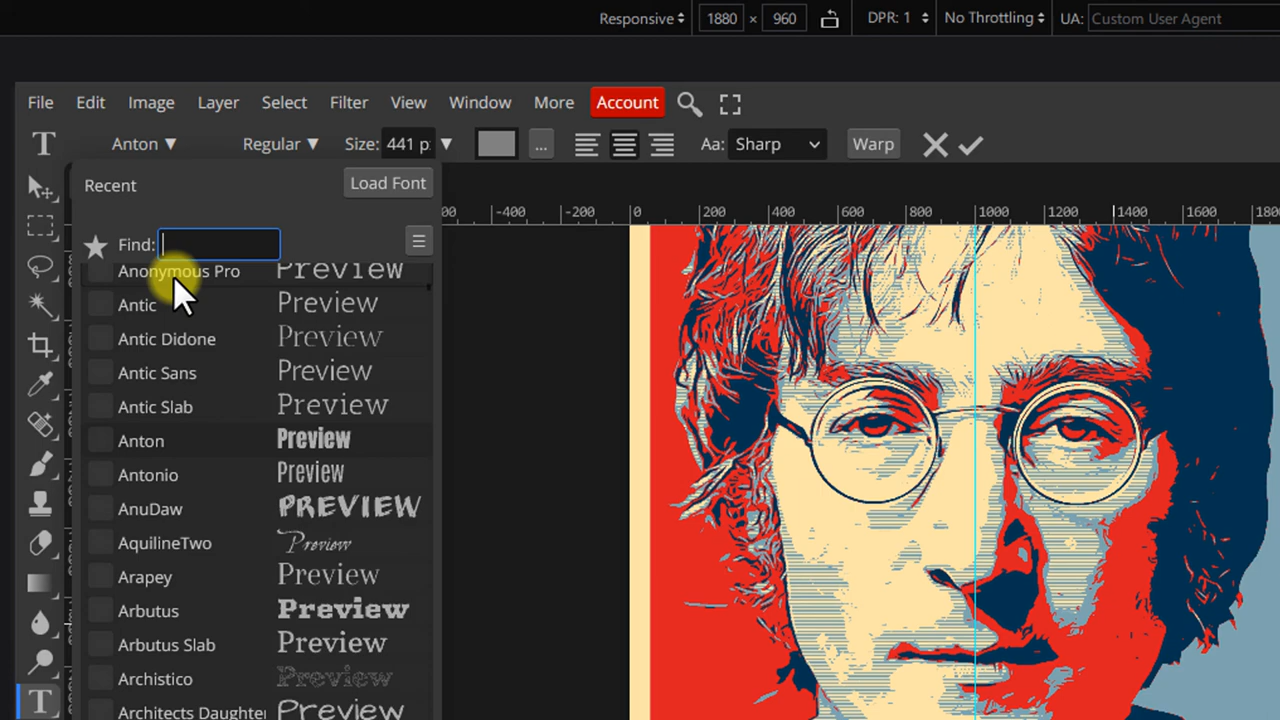 Responsive 1880 × 960 DPR: 1 No Throttling UA: Custom User Agent
File Edit Image Layer Select Filter View Window More Account
T Anton Regular Size: 441 p: ... Aa: Sharp Warp
Recent Load Font
-400 -200 0 200 400 600 800 1000 1200 1400 1600
Find:
Anonymous Pro Preview
Antic Preview
Antic Didone Preview
Antic Sans Preview
Antic Slab Preview
Anton Preview
Antonio Preview
AnuDaw PREVIEW
AquilineTwo Preview
Arapey Preview
Arbutus Preview
Arbutus Slab Preview
Preview
T Preview